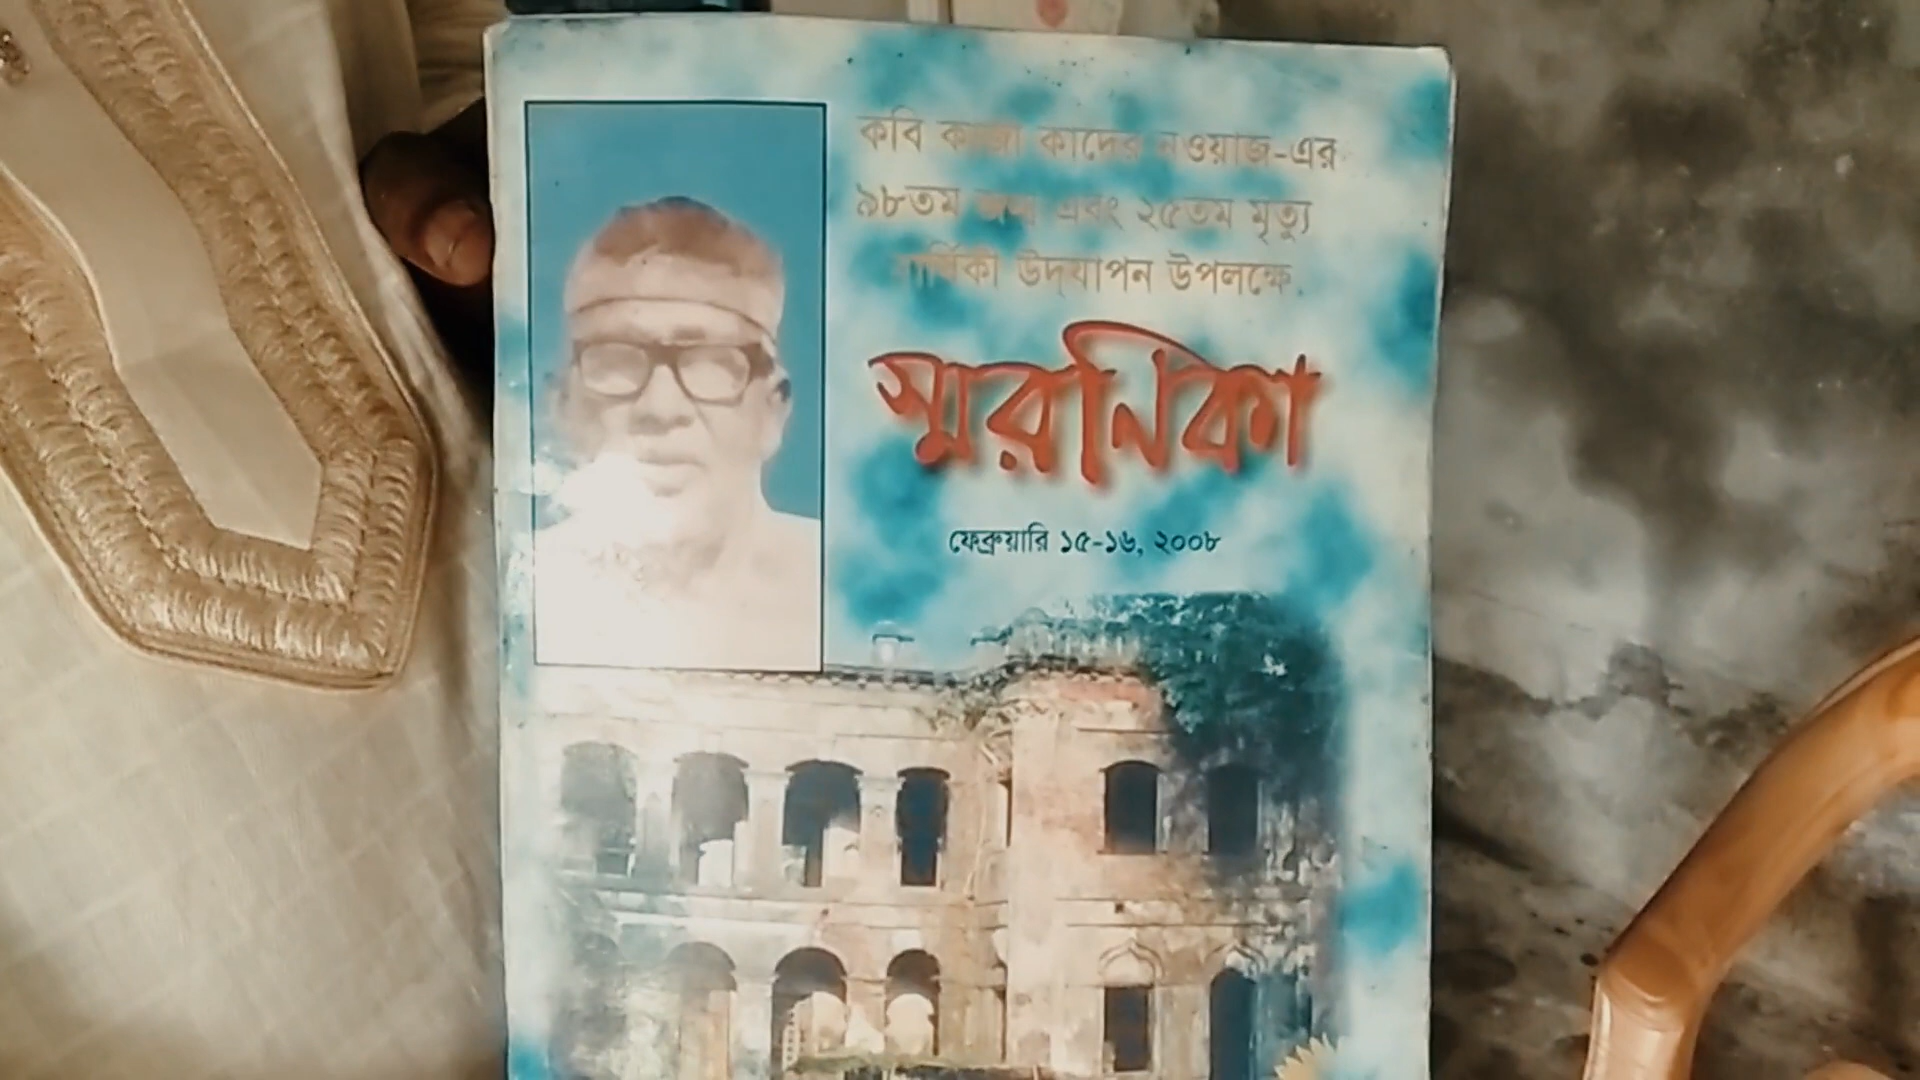 কবি কাজী কাদের নওয়াজ-এর
৯৮তম জন্ম এবং ২৫তম মৃত্যু
বার্ষিকী উদ্‌যাপন উপলক্ষে.
স্মরণিকা
ফেব্রুয়ারি ১৫-১৬, ২০০৮